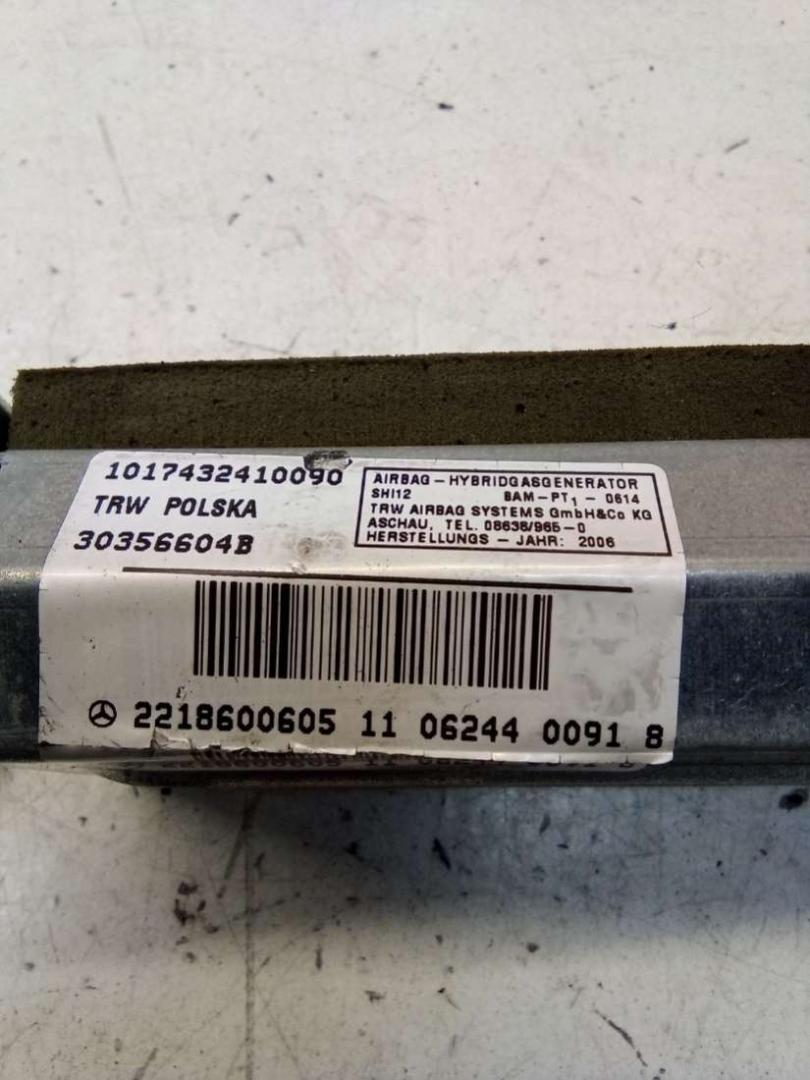 1017432410090
TRW POLSKA
30356604B
AIRBAG - HYBRIDGASGENERATOR
SHI12 BAM-PT1 - 0614
TRW AIRBAG SYSTEMS GmbH&Co KG
ASCHAU, TEL. 08638/965-0
HERSTELLUNGS - JAHR: 2006
2218600605 11 06244 0091 8